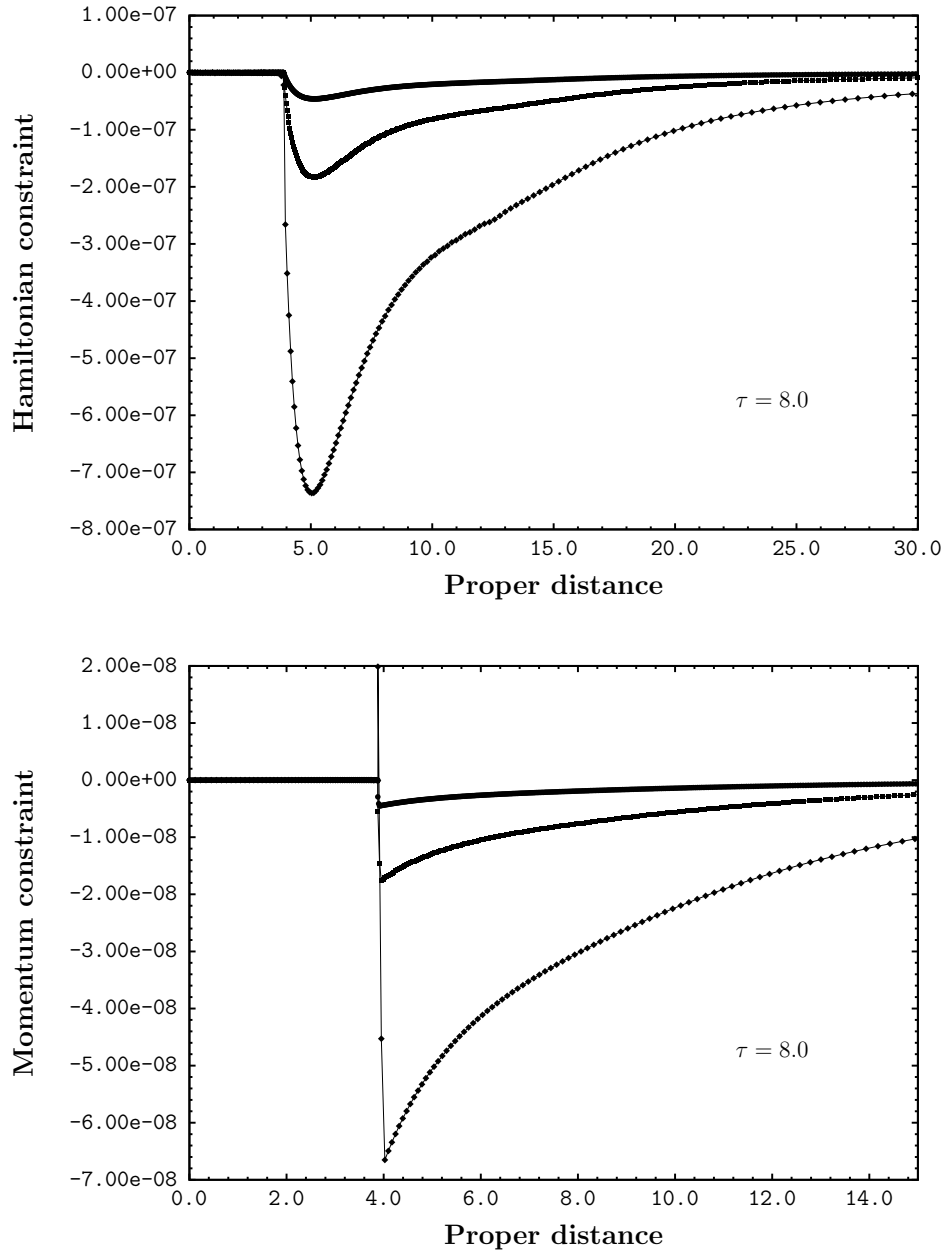 1.00e-07
0.00e+00
-1.00e-07
-2.00e-07
-3.00e-07
-4.00e-07
-5.00e-07
-6.00e-07
-7.00e-07
-8.00e-07
Hamiltonian constraint
τ = 8.0
0.0 5.0 10.0 15.0 20.0 25.0 30.0
Proper distance
2.00e-08
1.00e-08
0.00e+00
-1.00e-08
-2.00e-08
-3.00e-08
-4.00e-08
-5.00e-08
-6.00e-08
-7.00e-08
Momentum constraint
τ = 8.0
0.0 2.0 4.0 6.0 8.0 10.0 12.0 14.0
Proper distance